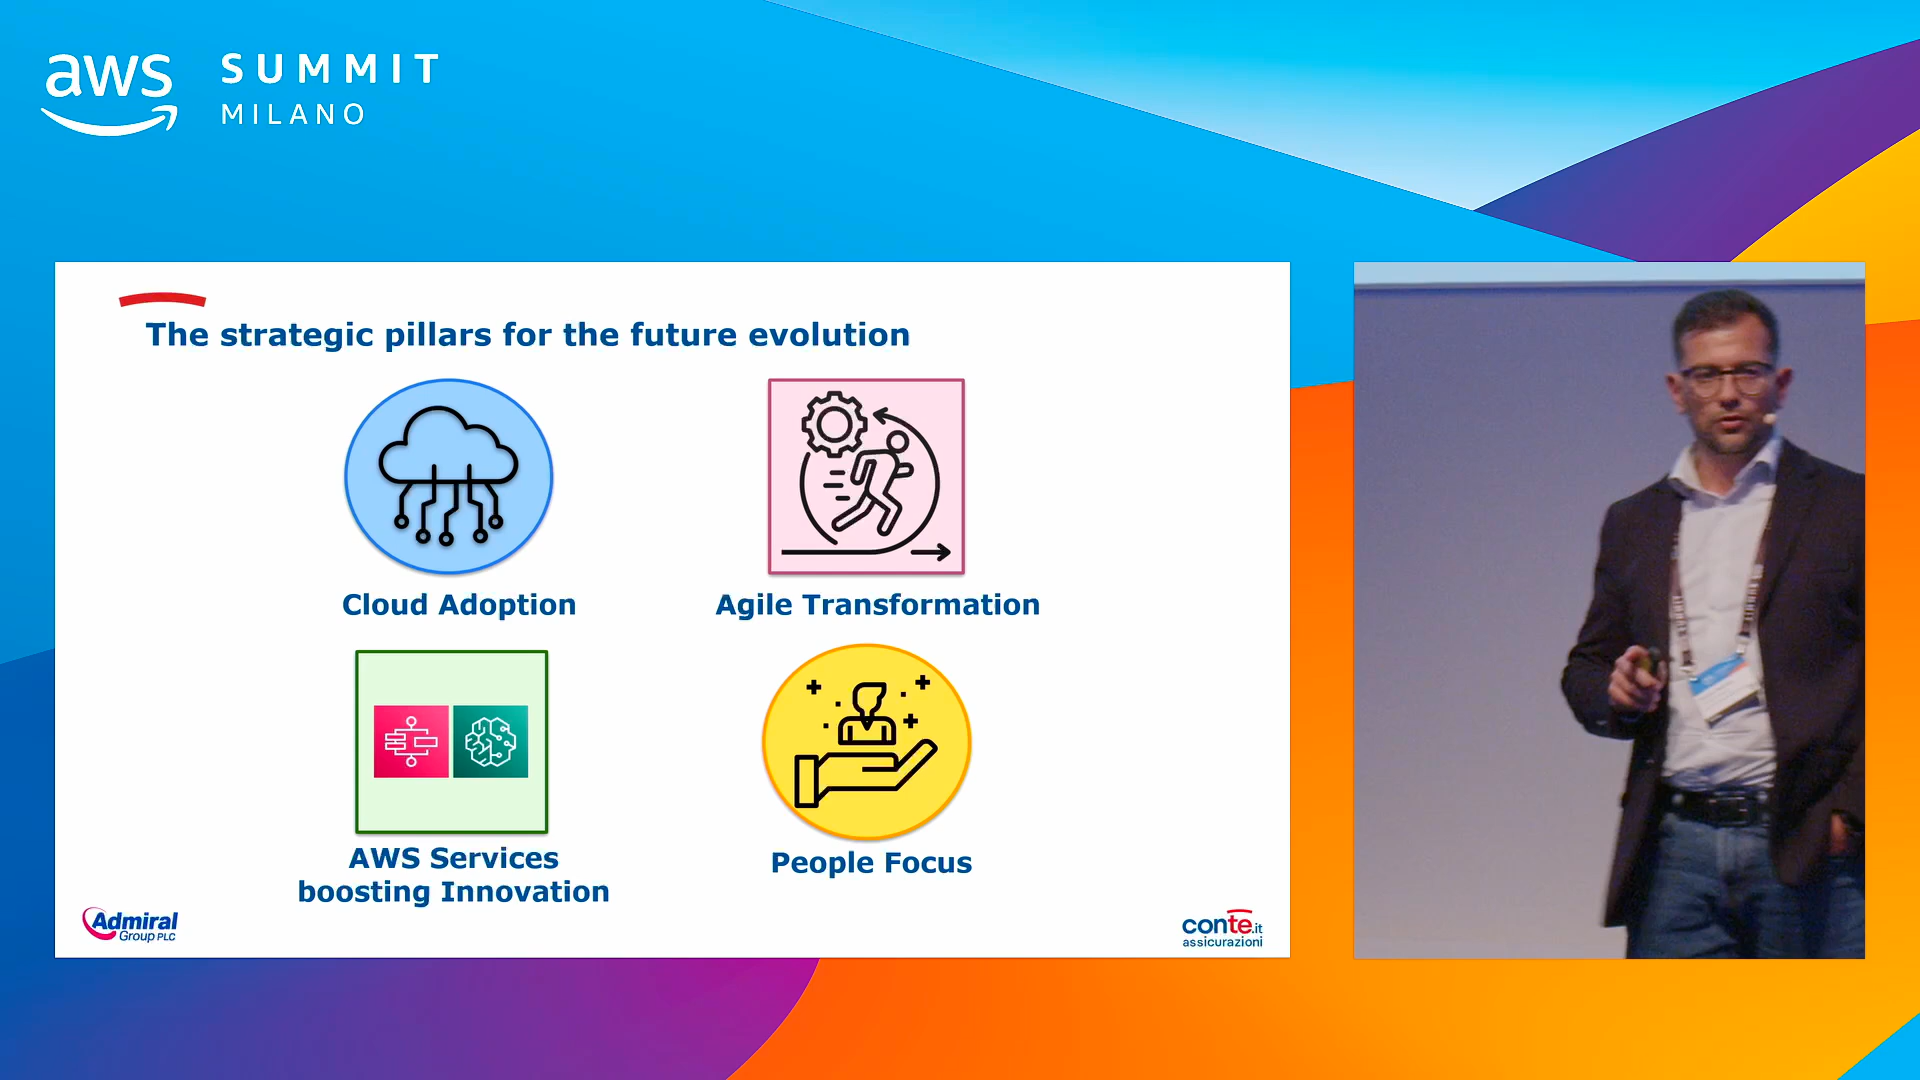 aws
SUMMIT
MILANO
The strategic pillars for the future evolution
Cloud Adoption
Agile Transformation
AWS Services
boosting Innovation
People Focus
Admiral
Group PLC
conte.it
assicurazioni